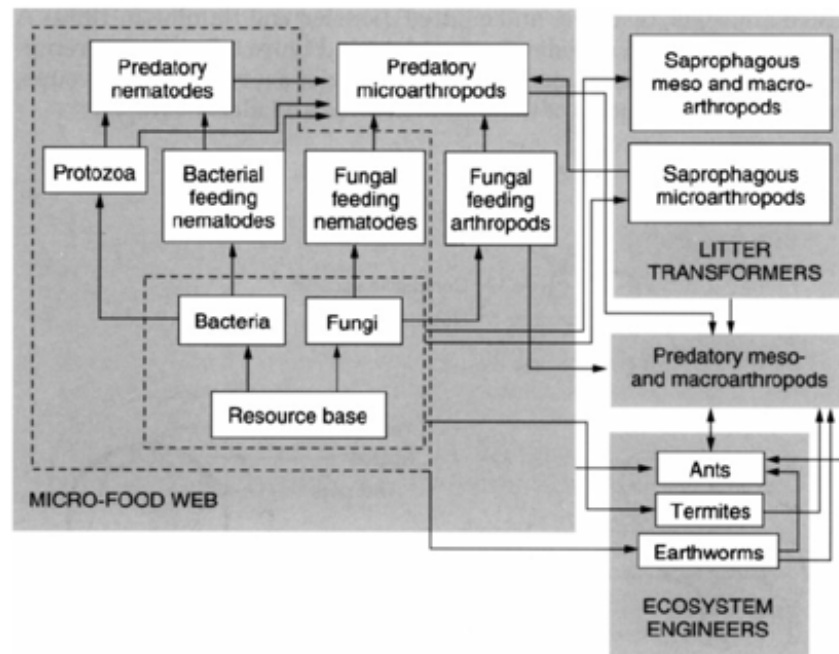 Predatory
nematodes
Predatory
microarthropods
Saprophagous
meso and macro-
arthropods
Protozoa
Bacterial
feeding
nematodes
Fungal
feeding
nematodes
Fungal
feeding
arthropods
Saprophagous
microarthropods
LITTER
TRANSFORMERS
Bacteria
Fungi
Resource base
Predatory meso-
and macroarthropods
MICRO-FOOD WEB
Ants
Termites
Earthworms
ECOSYSTEM
ENGINEERS